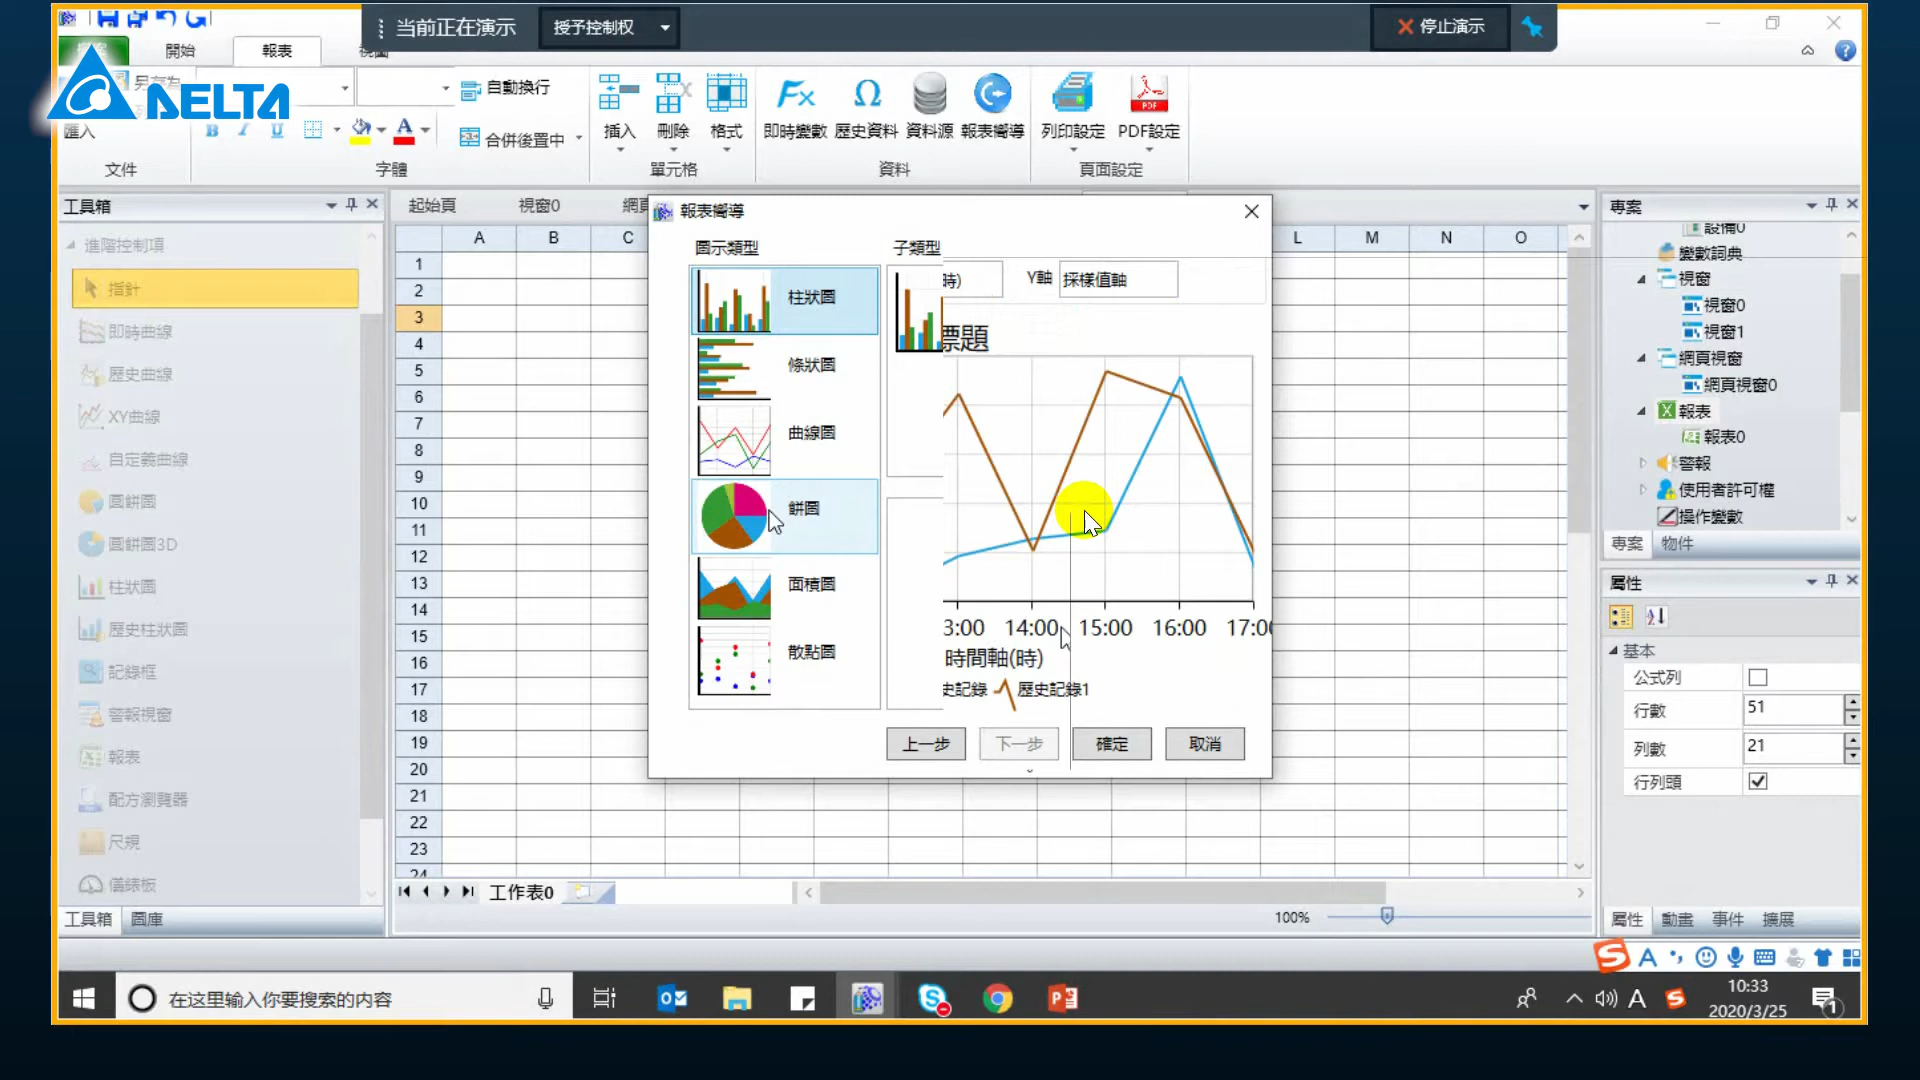 当前正在演示
授予控制权
停止演示
開始
報表
DELTA
匯入
自動換行
合併後置中
插入
刪除
格式
即時變數
歷史資料
資料源
報表嚮導
列印設定
PDF設定
文件
字體
單元格
資料
頁面設定
工具箱
進階控制項
指針
即時曲線
歷史曲線
XY曲線
自定義曲線
圓餅圖
圓餅圖3D
柱狀圖
歷史柱狀圖
記錄框
警報視窗
報表
配方瀏覽器
尺規
儀錶板
工具箱
圖庫
起始頁
視窗0
A
B
C
L
M
N
O
1
2
3
4
5
6
7
8
9
10
11
12
13
14
15
16
17
18
19
20
21
22
23
24
工作表0
100%
報表嚮導
圖示類型
子類型
柱狀圖
條狀圖
曲線圖
餅圖
面積圖
散點圖
時)
Y軸
採樣值軸
標題
3:00
14:00
15:00
16:00
17:00
時間軸(時)
史記錄
歷史記錄1
上一步
下一步
確定
取消
專案
設備0
變數詞典
視窗
視窗0
視窗1
網頁視窗
網頁視窗0
報表
報表0
警報
使用者許可權
操作變數
專案
物件
屬性
基本
公式列
行數
51
列數
21
行列頭
屬性
動畫
事件
擴展
在这里输入你要搜索的内容
10:33
2020/3/25
1